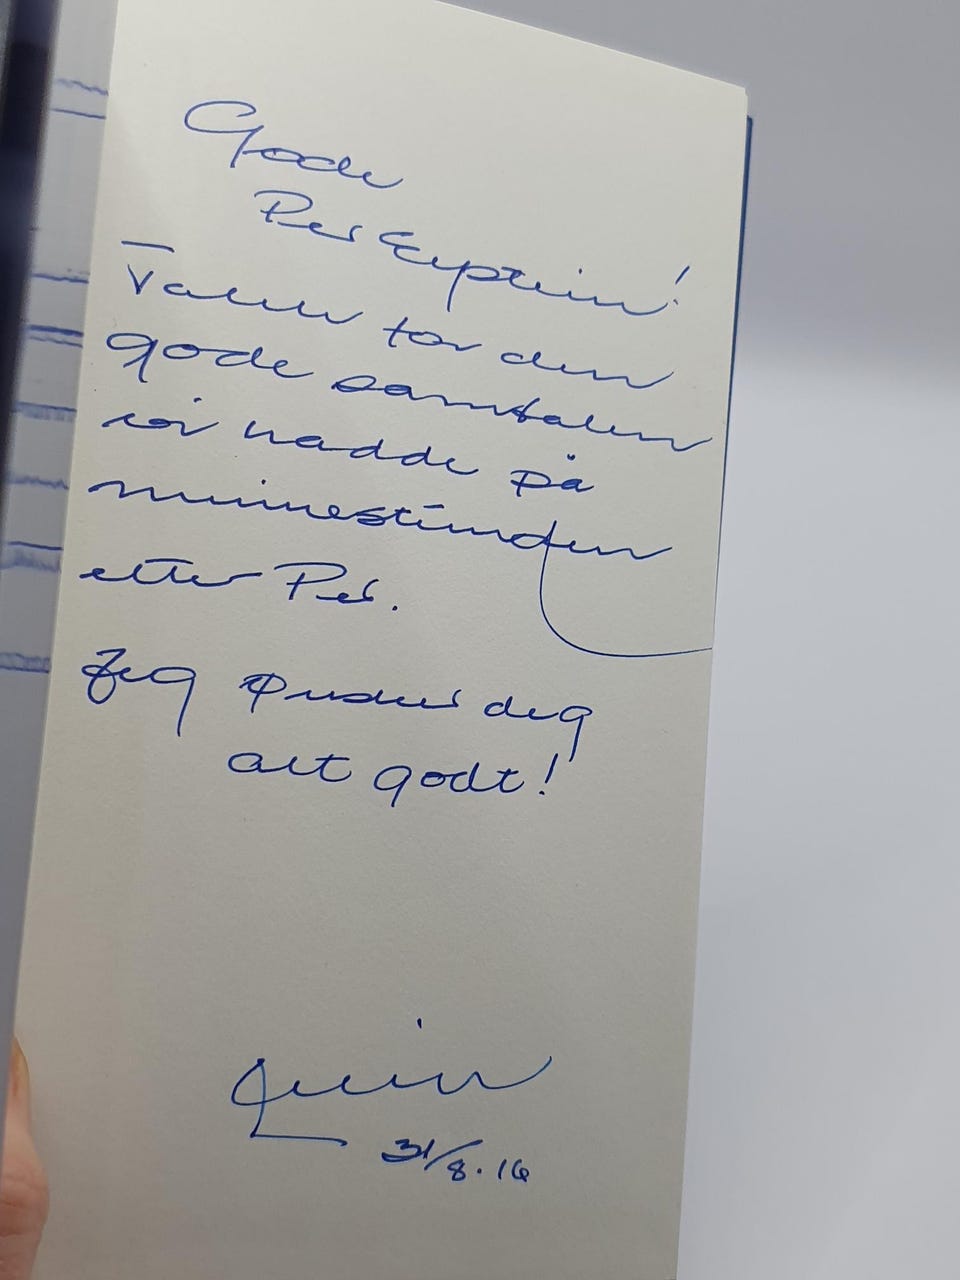 Gode
Per
Takk for den
gode samtalen
vi hadde på
minnestunden
etter Per.
Jeg ønsker deg
alt godt!
31/8.16